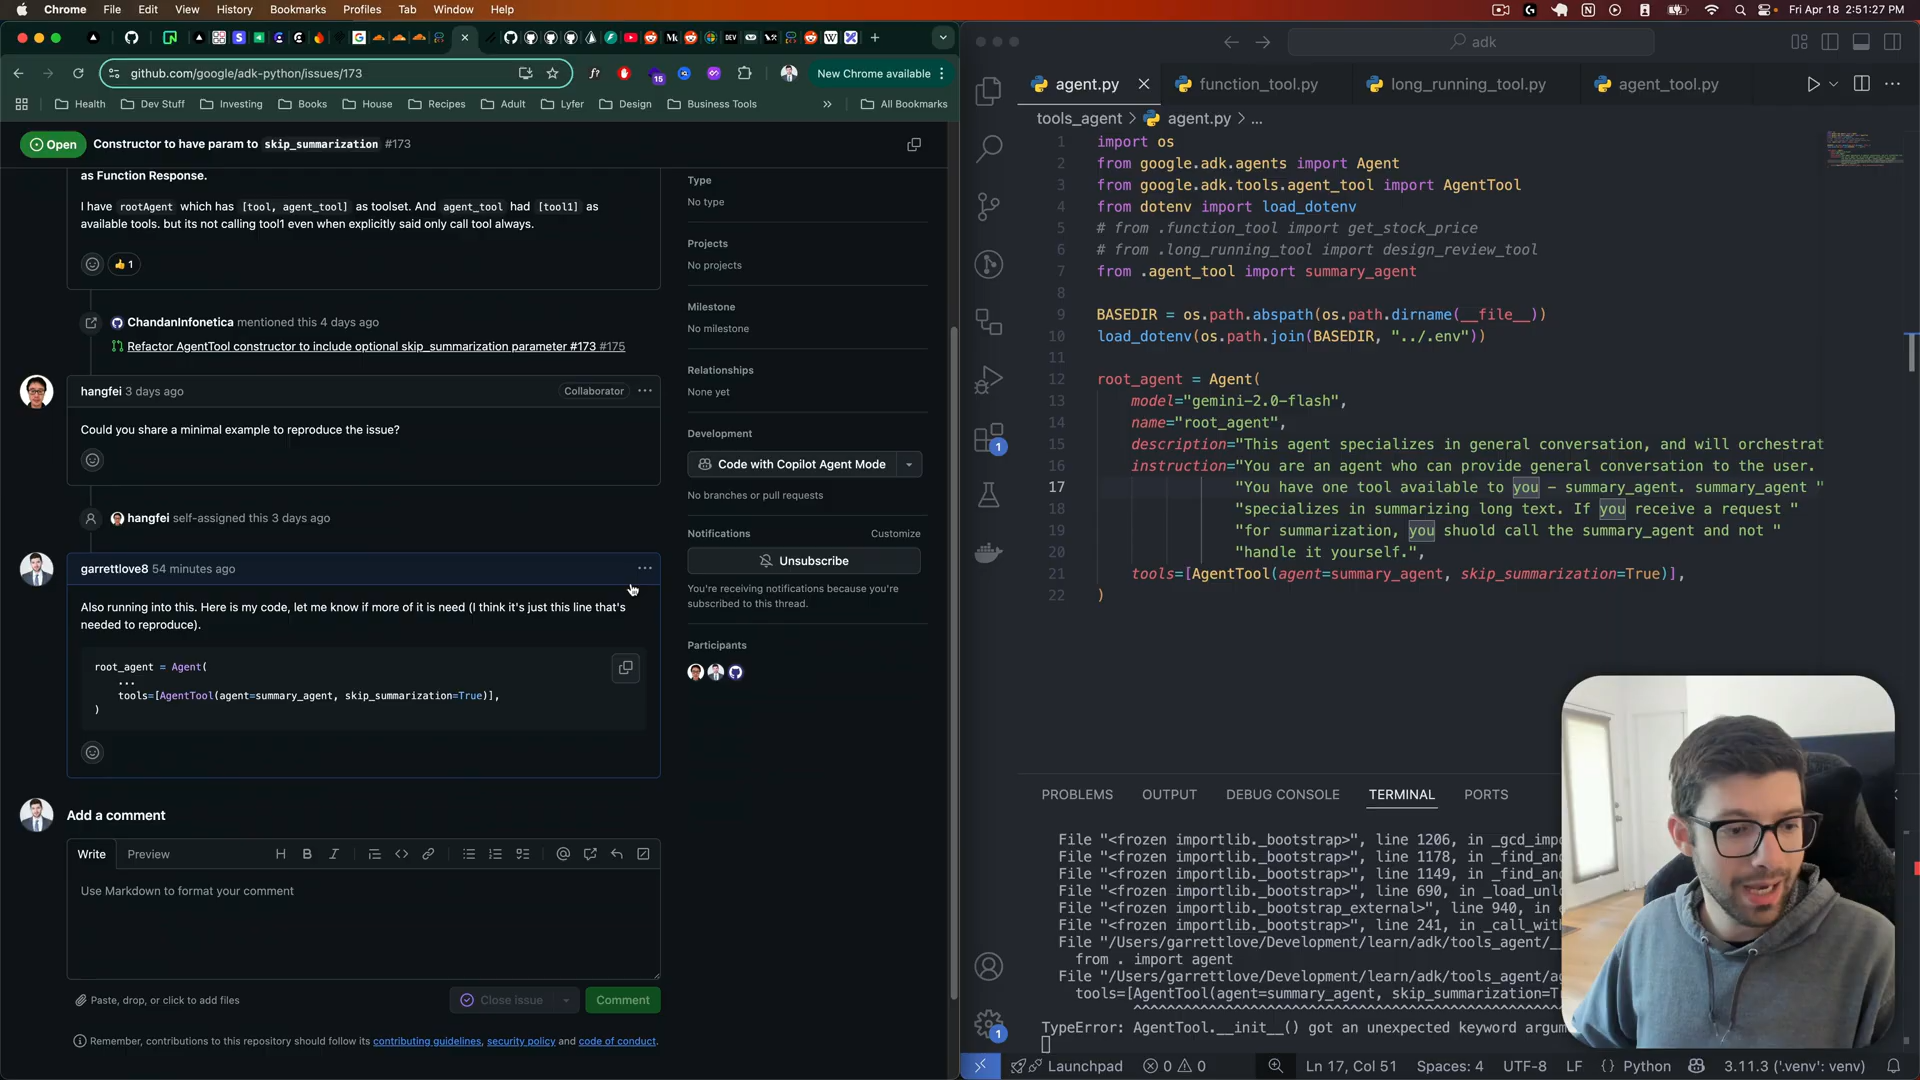 Chrome File Edit View History Bookmarks Profiles Tab Window Help
Fri Apr 18 2:51:27 PM
github.com/google/adk-python/issues/173
15
New Chrome available
Health Dev Stuff Investing Books House Recipes Adult Lyfer Design Business Tools » All Bookmarks
Open Constructor to have param to skip_summarization #173
as Function Response.
I have rootAgent which has [tool, agent_tool] as toolset. And agent_tool had [tool1] as
available tools. but its not calling tool1 even when explicitly said only call tool always.
1
ChandanInfonetica mentioned this 4 days ago
Refactor AgentTool constructor to include optional skip_summarization parameter #173 #175
hangfei 3 days ago
Collaborator
Could you share a minimal example to reproduce the issue?
hangfei self-assigned this 3 days ago
garrettlove8 54 minutes ago
Also running into this. Here is my code, let me know if more of it is need (I think it's just this line that's
needed to reproduce).
root_agent = Agent(
...
tools=[AgentTool(agent=summary_agent, skip_summarization=True)],
)
Add a comment
Write Preview
Use Markdown to format your comment
Paste, drop, or click to add files
Close issue
Comment
Remember, contributions to this repository should follow its contributing guidelines, security policy and code of conduct.
Type
No type
Projects
No projects
Milestone
No milestone
Relationships
None yet
Development
Code with Copilot Agent Mode
No branches or pull requests
Notifications Customize
Unsubscribe
You're receiving notifications because you're
subscribed to this thread.
Participants
adk
agent.py function_tool.py long_running_tool.py agent_tool.py
tools_agent > agent.py > ...
1 import os
2 from google.adk.agents import Agent
3 from google.adk.tools.agent_tool import AgentTool
4 from dotenv import load_dotenv
5 # from .function_tool import get_stock_price
6 # from .long_running_tool import design_review_tool
7 from .agent_tool import summary_agent
8
9 BASEDIR = os.path.abspath(os.path.dirname(__file__))
10 load_dotenv(os.path.join(BASEDIR, "../.env"))
11
12 root_agent = Agent(
13 model="gemini-2.0-flash",
14 name="root_agent",
15 description="This agent specializes in general conversation, and will orchestrat
16 instruction="You are an agent who can provide general conversation to the user.
17 "You have one tool available to you - summary_agent. summary_agent "
18 "specializes in summarizing long text. If you receive a request "
19 "for summarization, you shuold call the summary_agent and not "
20 "handle it yourself.",
21 tools=[AgentTool(agent=summary_agent, skip_summarization=True)],
22 )
1
1
PROBLEMS OUTPUT DEBUG CONSOLE TERMINAL PORTS
File "<frozen importlib._bootstrap>", line 1206, in _gcd_impo
File "<frozen importlib._bootstrap>", line 1178, in _find_and
File "<frozen importlib._bootstrap>", line 1149, in _find_and
File "<frozen importlib._bootstrap>", line 690, in _load_unlo
File "<frozen importlib._bootstrap_external>", line 940, in e
File "<frozen importlib._bootstrap>", line 241, in _call_with
File "/Users/garrettlove/Development/learn/adk/tools_agent/__
from . import agent
File "/Users/garrettlove/Development/learn/adk/tools_agent/ag
tools=[AgentTool(agent=summary_agent, skip_summarization=Tr
^^^^^^^^^^^^^^^^^^^^^^^^^^^^^^^^^^^^^^^^^^^^^^^^^^^
TypeError: AgentTool.__init__() got an unexpected keyword argum
Launchpad 0 0 Ln 17, Col 51 Spaces: 4 UTF-8 LF {} Python 3.11.3 ('.venv': venv)